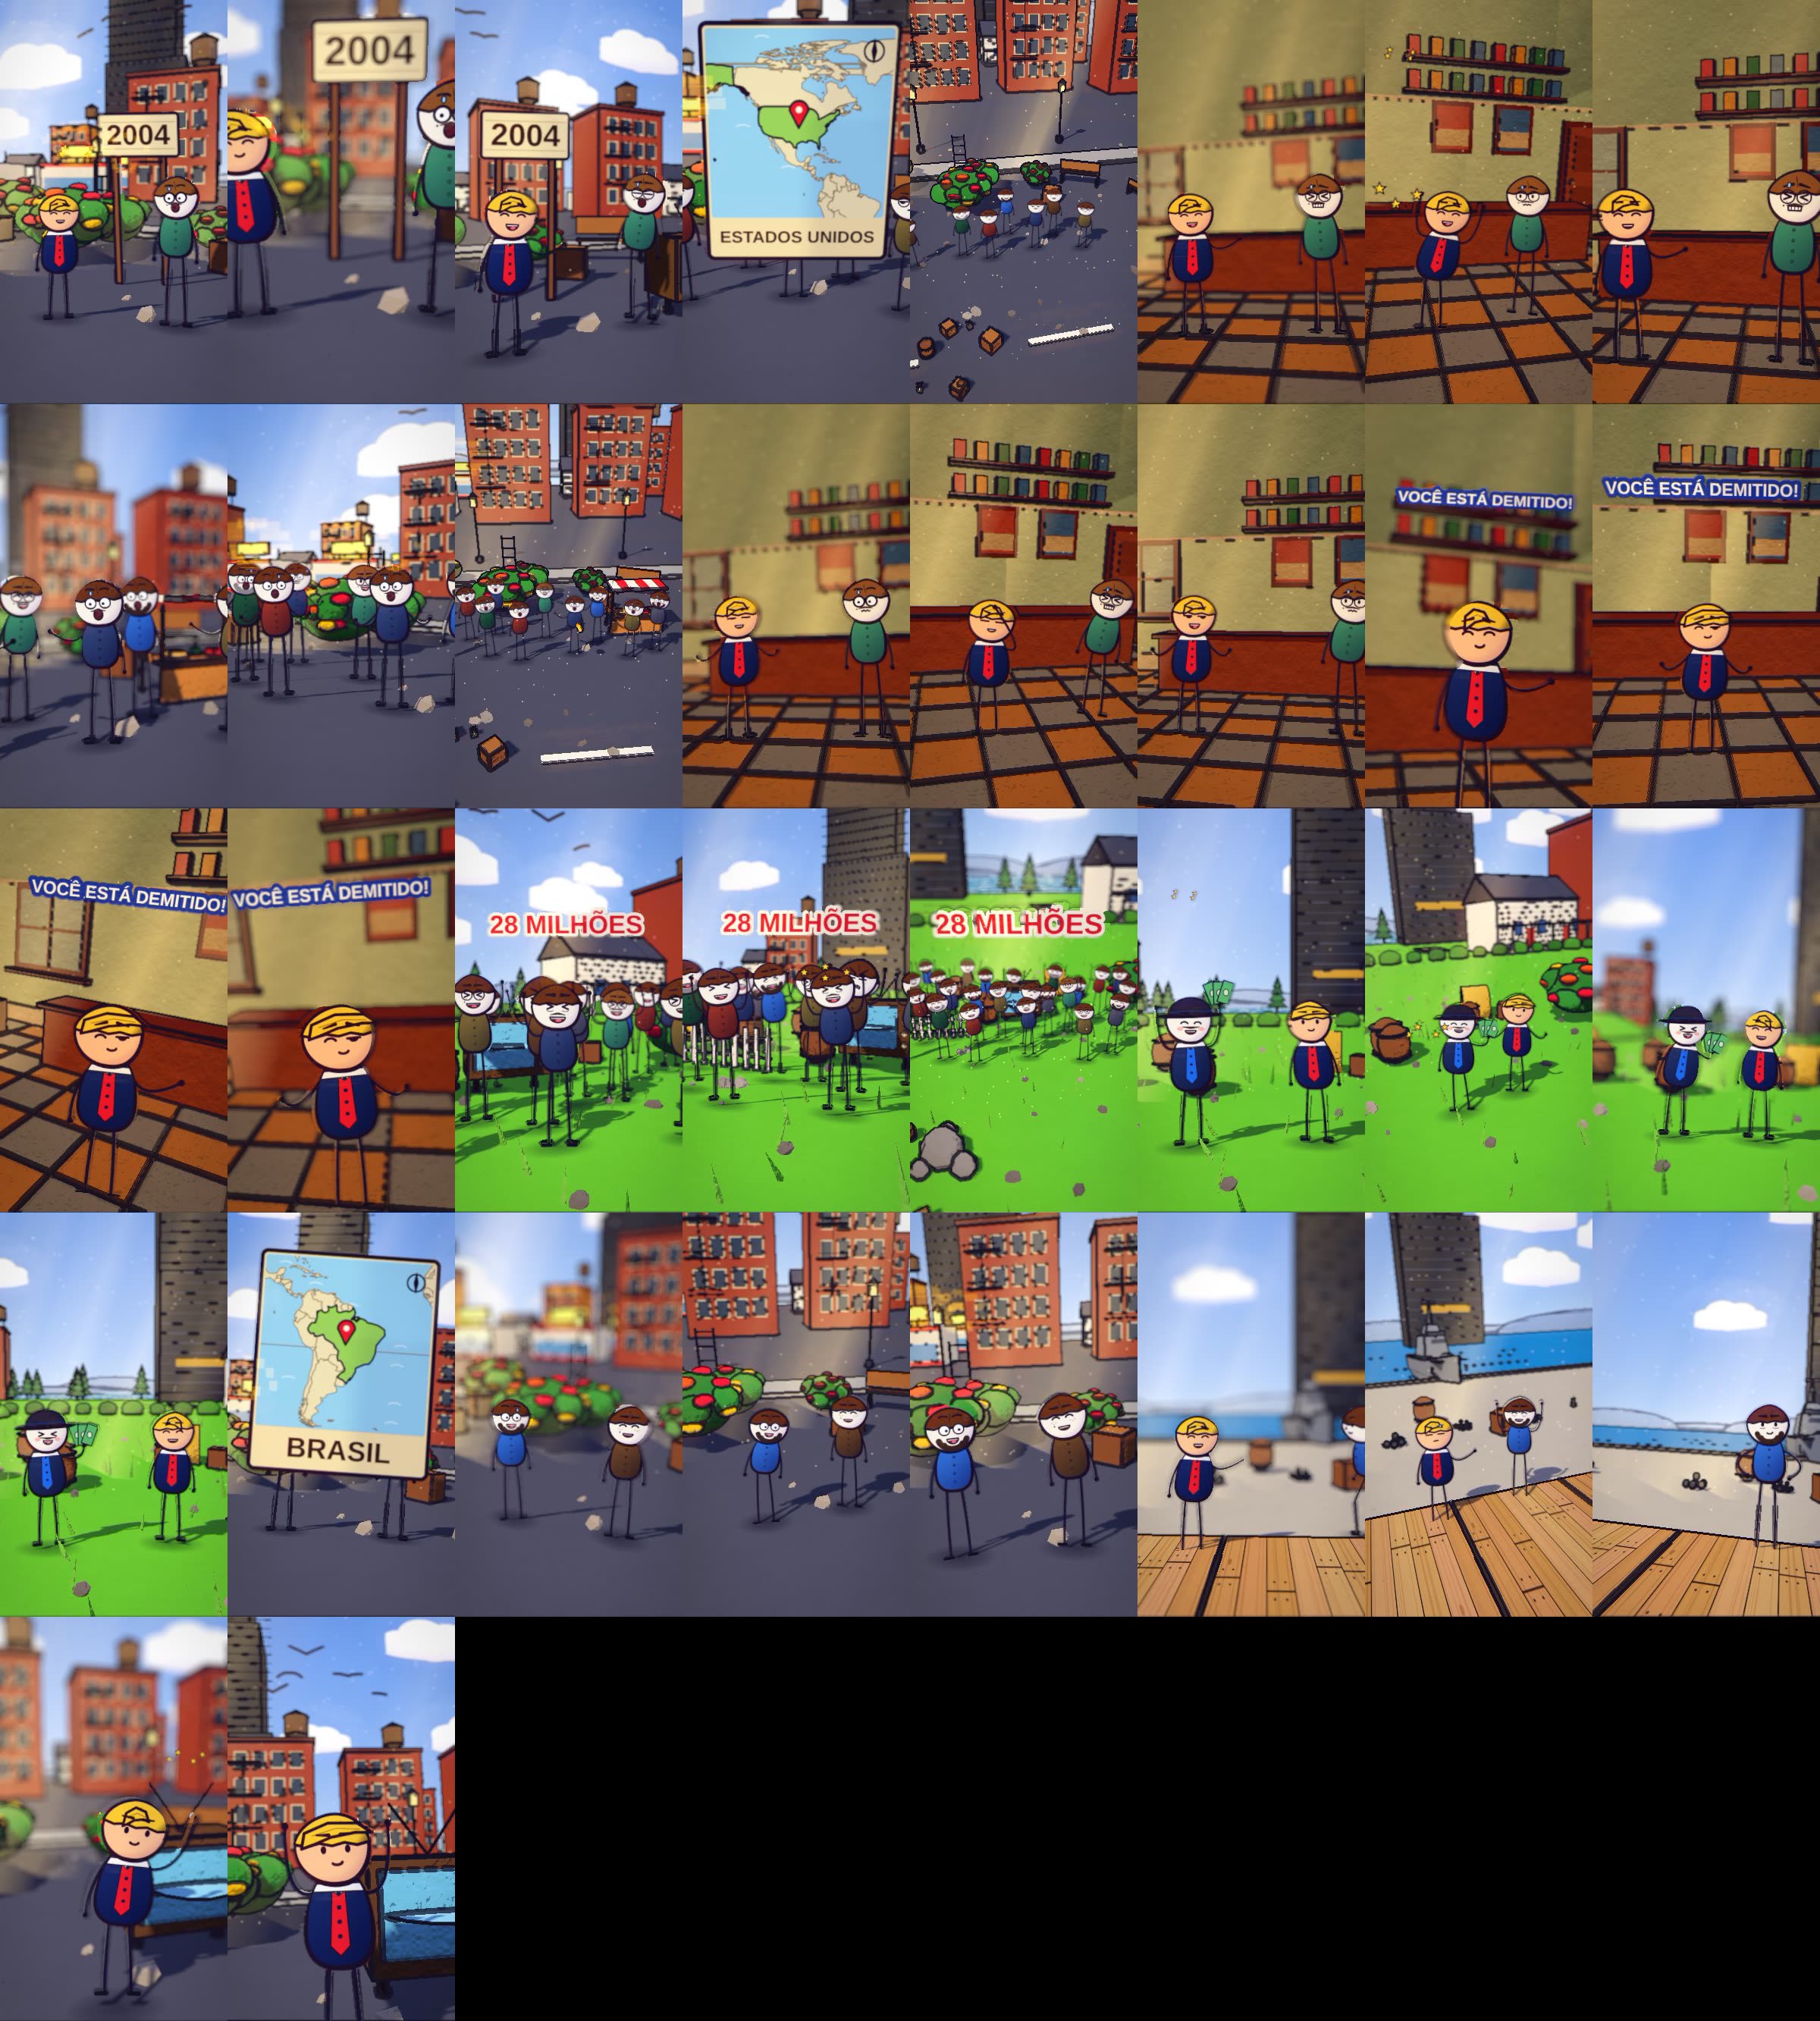 2004
2004
2004
ESTADOS UNIDOS
VOCÊ ESTÁ DEMITIDO!
VOCÊ ESTÁ DEMITIDO!
VOCÊ ESTÁ DEMITIDO!
VOCÊ ESTÁ DEMITIDO!
28 MILHÕES
28 MILHÕES
28 MILHÕES
BRASIL